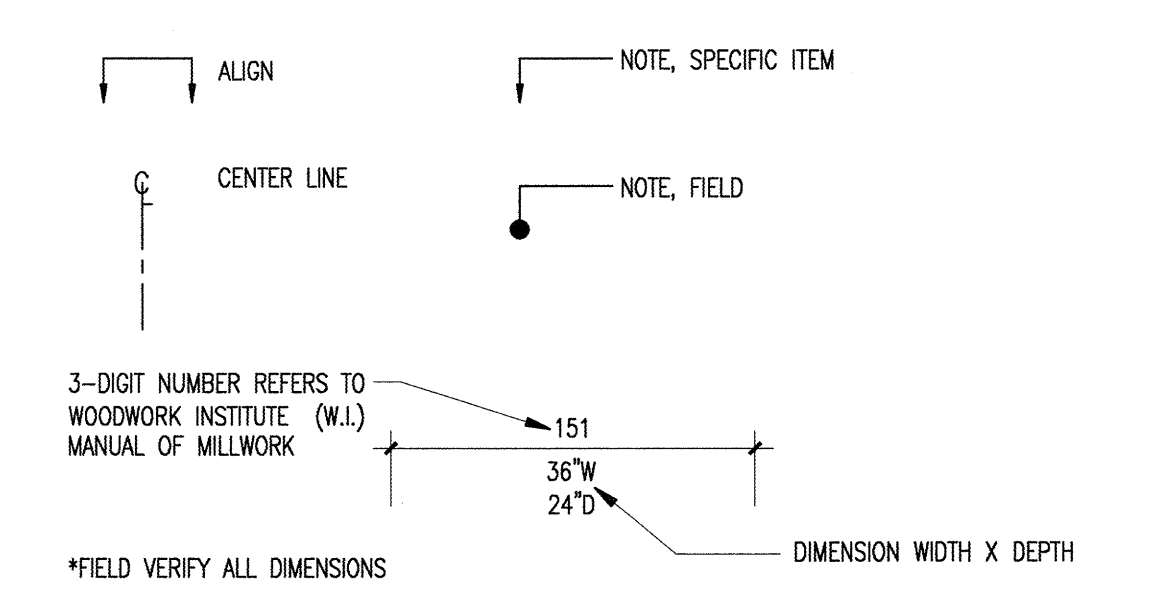 ALIGN
NOTE, SPECIFIC ITEM
℄ CENTER LINE
NOTE, FIELD
3-DIGIT NUMBER REFERS TO
WOODWORK INSTITUTE (W.I.)
MANUAL OF MILLWORK
151
36"W
24"D
DIMENSION WIDTH X DEPTH
*FIELD VERIFY ALL DIMENSIONS